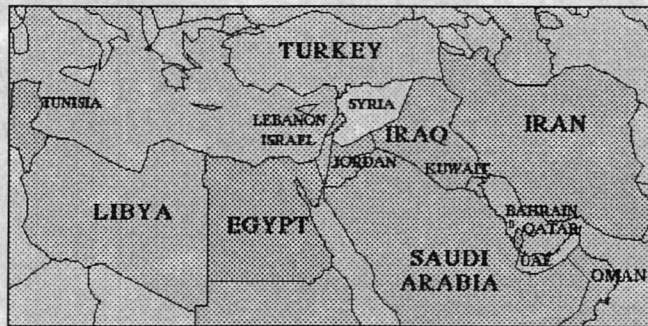 TURKEY
TUNISIA
SYRIA
LEBANON
ISRAEL
IRAQ
IRAN
JORDAN
KUWAIT
LIBYA
EGYPT
BAHRAIN
QATAR
SAUDI
ARABIA
UAE
OMAN